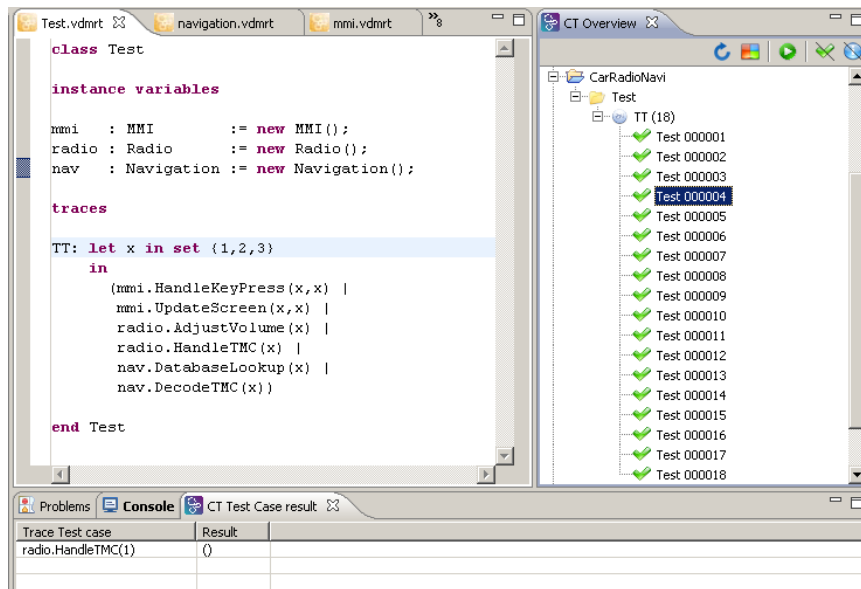 Test.vdmrt
navigation.vdmrt
mmi.vdmrt
»8
class Test
instance variables
mmi : MMI := new MMI();
radio : Radio := new Radio();
nav : Navigation := new Navigation();
traces
TT: let x in set {1,2,3}
in
(mmi.HandleKeyPress(x,x) |
mmi.UpdateScreen(x,x) |
radio.AdjustVolume(x) |
radio.HandleTMC(x) |
nav.DatabaseLookup(x) |
nav.DecodeTMC(x))
end Test
CT Overview
CarRadioNavi
Test
TT (18)
Test 000001
Test 000002
Test 000003
Test 000004
Test 000005
Test 000006
Test 000007
Test 000008
Test 000009
Test 000010
Test 000011
Test 000012
Test 000013
Test 000014
Test 000015
Test 000016
Test 000017
Test 000018
Problems
Console
CT Test Case result
Trace Test case Result
radio.HandleTMC(1) ()